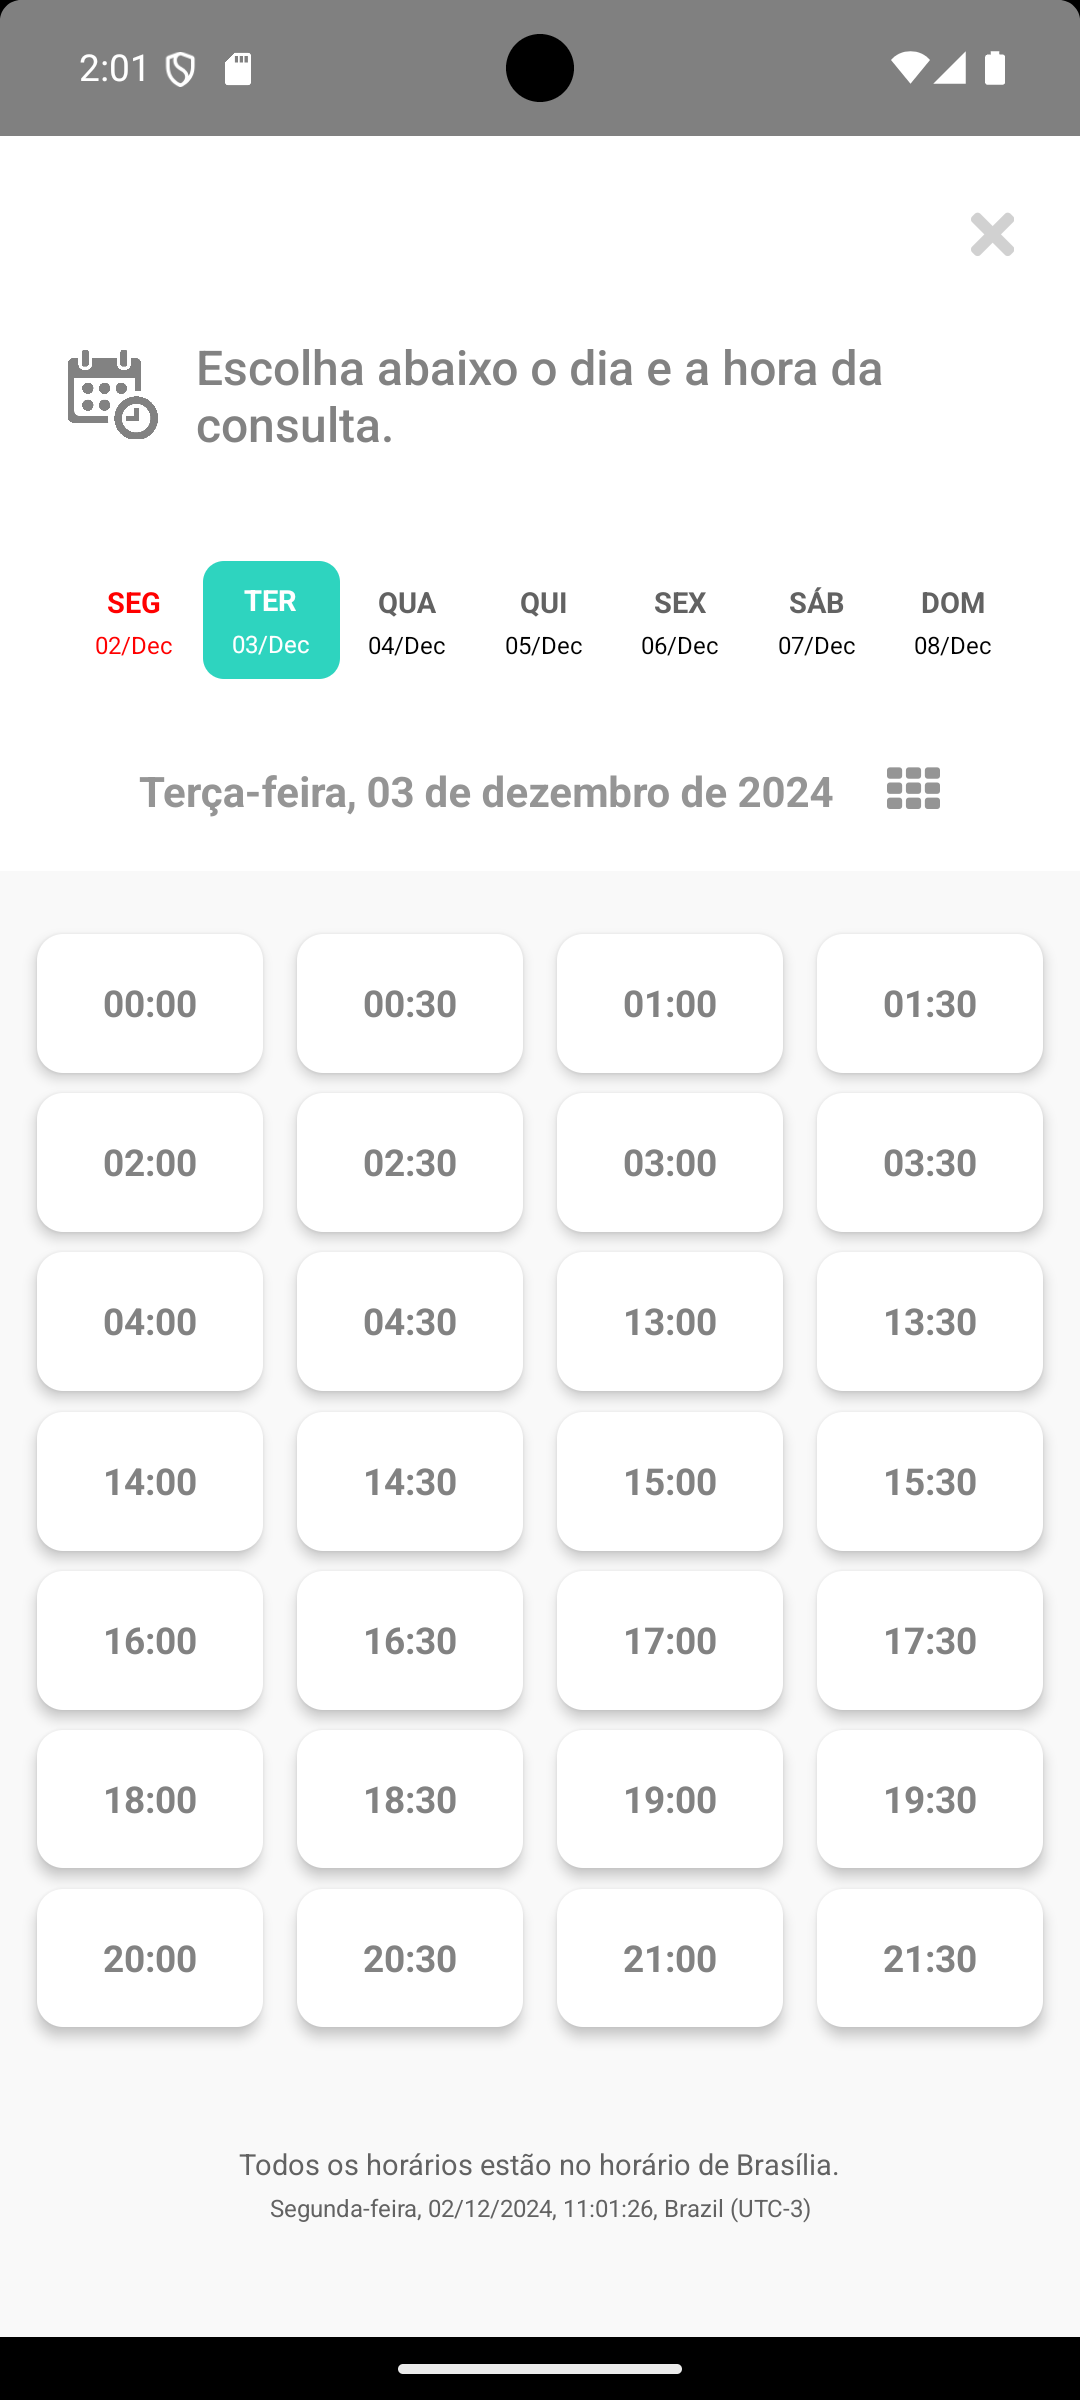 2:01
Escolha abaixo o dia e a hora da
consulta.
SEG TER QUA QUI SEX SÁB DOM
02/Dec 03/Dec 04/Dec 05/Dec 06/Dec 07/Dec 08/Dec
Terça-feira, 03 de dezembro de 2024
00:00 00:30 01:00 01:30
02:00 02:30 03:00 03:30
04:00 04:30 13:00 13:30
14:00 14:30 15:00 15:30
16:00 16:30 17:00 17:30
18:00 18:30 19:00 19:30
20:00 20:30 21:00 21:30
Todos os horários estão no horário de Brasília.
Segunda-feira, 02/12/2024, 11:01:26, Brazil (UTC-3)